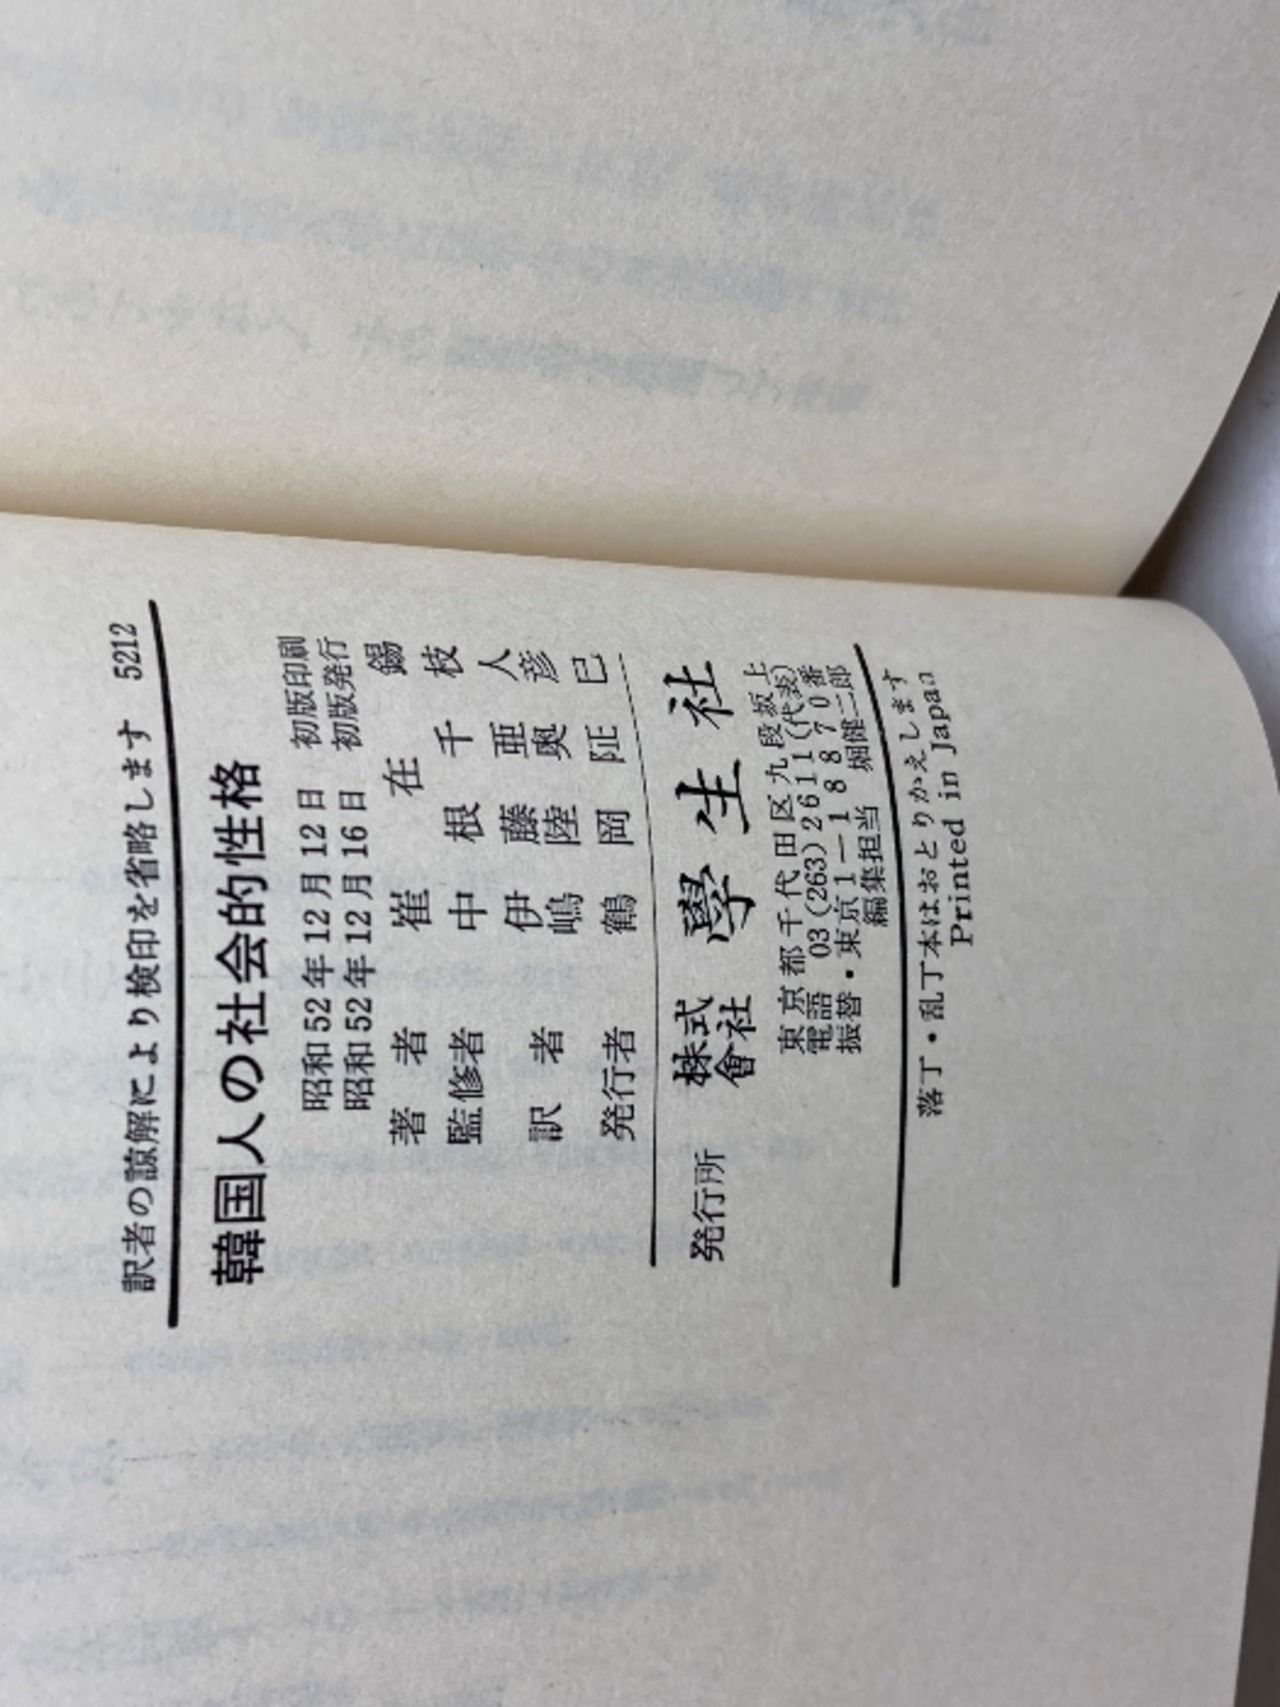 訳者の諒解により検印を省略します 5212
韓国人の社会的性格
昭和52年12月12日 初版印刷
昭和52年12月16日 初版発行
著者 崔在錫
監修者 中根千枝
訳者 伊藤亜人
嶋陸奥彦
発行者 鶴岡阷巳
発行所 株式會社 學生社
東京都千代田区九段坂上
電話 03(263)2611(代表)
振替・東京1―18870番
編集担当 堀健二郎
落丁・乱丁本はおとりかえします
Printed in Japan